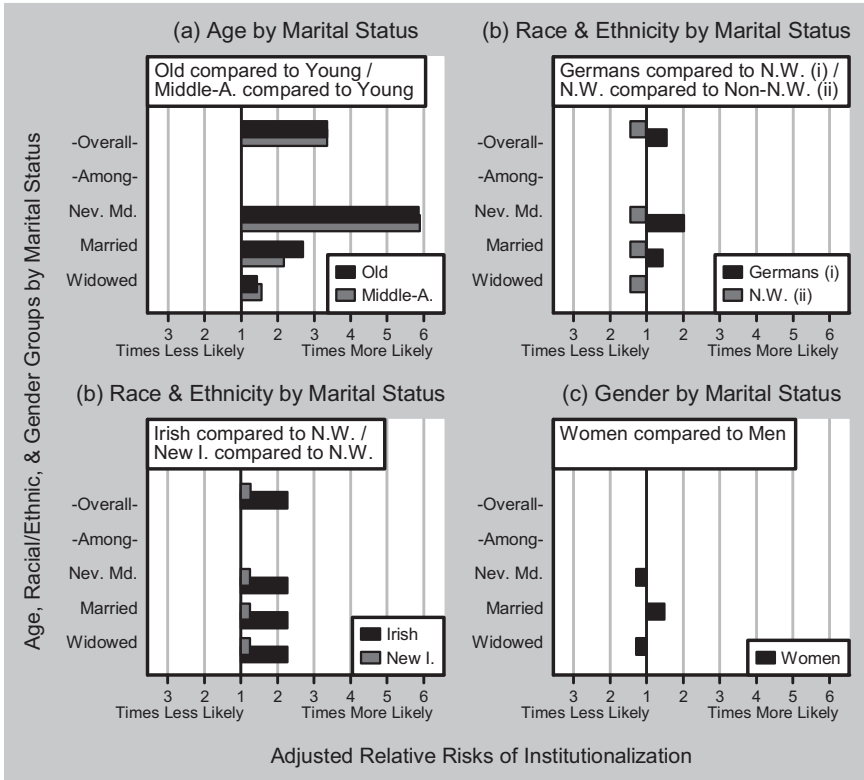 Age, Racial/Ethnic, & Gender Groups by Marital Status
(a) Age by Marital Status
Old compared to Young /
Middle-A. compared to Young
-Overall-
-Among-
Nev. Md.
Married
Widowed
Old
Middle-A.
3 2 1 2 3 4 5 6
Times Less Likely Times More Likely
(b) Race & Ethnicity by Marital Status
Germans compared to N.W. (i) /
N.W. compared to Non-N.W. (ii)
-Overall-
-Among-
Nev. Md.
Married
Widowed
Germans (i)
N.W. (ii)
3 2 1 2 3 4 5 6
Times Less Likely Times More Likely
(b) Race & Ethnicity by Marital Status
Irish compared to N.W. /
New I. compared to N.W.
-Overall-
-Among-
Nev. Md.
Married
Widowed
Irish
New I.
3 2 1 2 3 4 5 6
Times Less Likely Times More Likely
(c) Gender by Marital Status
Women compared to Men
-Overall-
-Among-
Nev. Md.
Married
Widowed
Women
3 2 1 2 3 4 5 6
Times Less Likely Times More Likely
Adjusted Relative Risks of Institutionalization